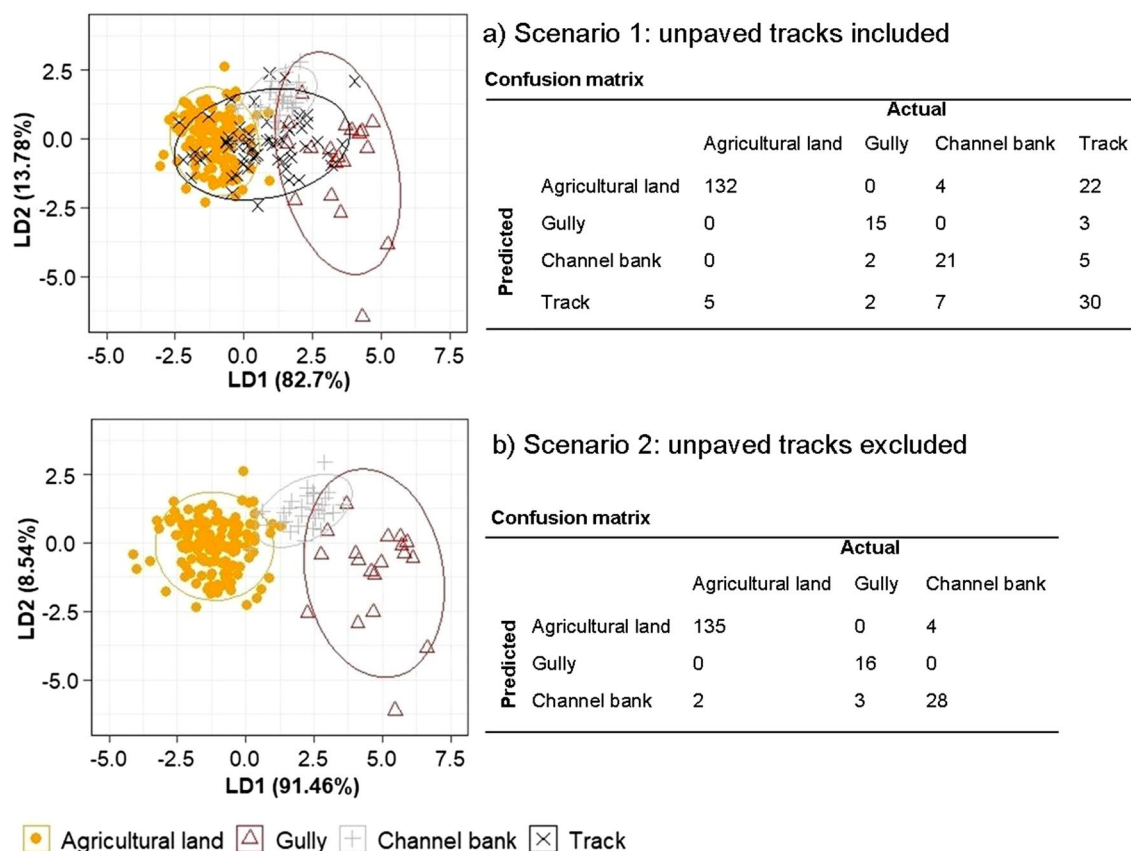 a) Scenario 1: unpaved tracks included
Confusion matrix
Actual
Agricultural land Gully Channel bank Track
Predicted
Agricultural land 132 0 4 22
Gully 0 15 0 3
Channel bank 0 2 21 5
Track 5 2 7 30
LD2 (13.78%)
2.5
0.0
-2.5
-5.0
-5.0 -2.5 0.0 2.5 5.0 7.5
LD1 (82.7%)
b) Scenario 2: unpaved tracks excluded
Confusion matrix
Actual
Agricultural land Gully Channel bank
Predicted
Agricultural land 135 0 4
Gully 0 16 0
Channel bank 2 3 28
LD2 (8.54%)
2.5
0.0
-2.5
-5.0
-5.0 -2.5 0.0 2.5 5.0 7.5
LD1 (91.46%)
Agricultural land Gully Channel bank Track